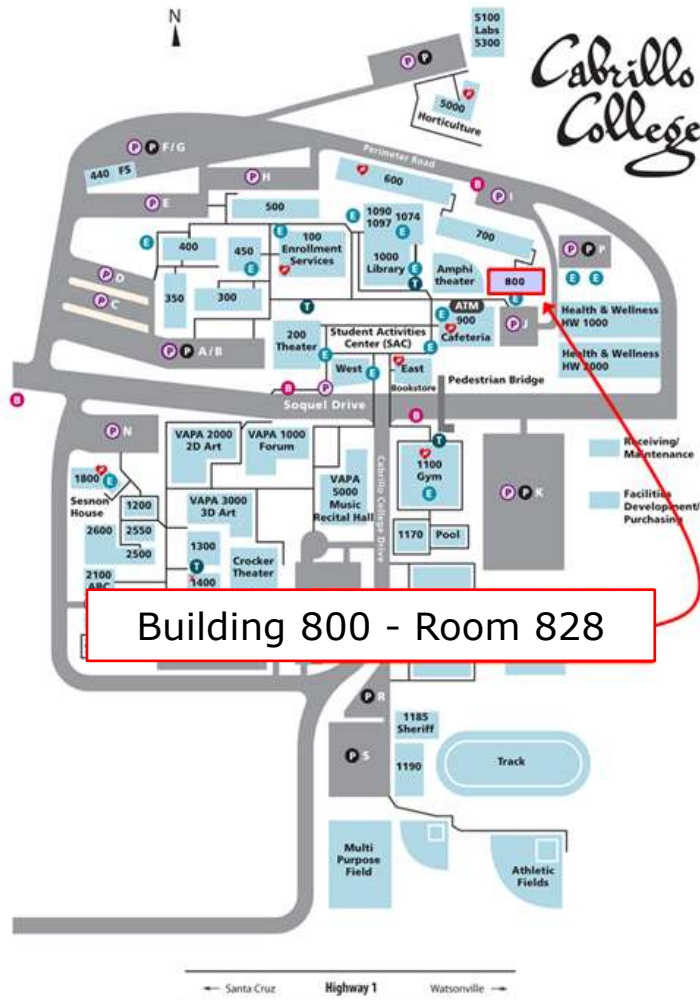 N
5100
Labs
5300
Cabrillo
College
P P
5000
Horticulture
P P F/G
Perimeter Road
440 FS
P H
600
B
P I
P E
500
1090 1074
1097
E
E
E
E
700
P P P
400
450
100
Enrollment
Services
1000
Library
E
E
E
Amphi
theater
800
E
E
P D
P C
350
300
T
T
ATM
E
900
Cafeteria
P J
Health & Wellness
HW 1000
P P A/B
200
Theater
Student Activities
Center (SAC)
E
E
Health & Wellness
HW 2000
West
E
East
Bookstore
Pedestrian Bridge
B
B
P
Soquel Drive
B
P N
VAPA 2000
2D Art
VAPA 1000
Forum
T
Receiving/
Maintenance
1800
E
Sesnon
House
1200
VAPA 3000
3D Art
VAPA
5000
Music
Recital Hall
Cabrillo College Drive
1100
Gym
E
P P K
Facilities
Development/
Purchasing
2600
2550
2500
1300
T
1400
Crocker
Theater
1170
Pool
2100
Building 800 - Room 828
P R
1185
Sheriff
P S
1190
Track
Multi
Purpose
Field
Athletic
Fields
← Santa Cruz Highway 1 Watsonville →